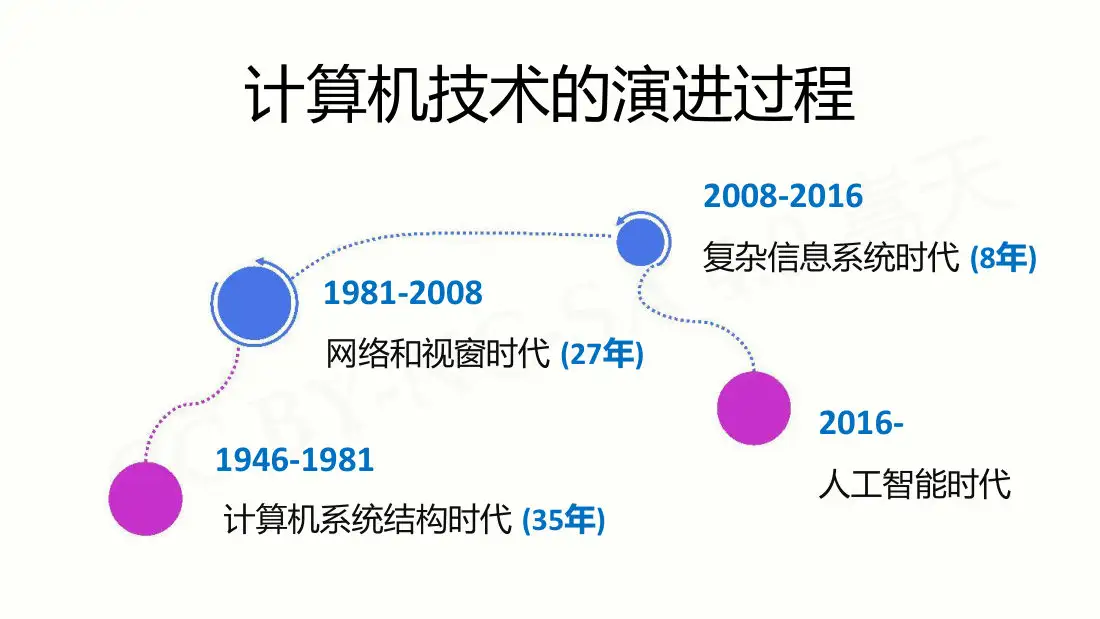 计算机技术的演进过程
2008-2016
复杂信息系统时代 (8年)
1981-2008
网络和视窗时代 (27年)
2016-
人工智能时代
1946-1981
计算机系统结构时代 (35年)